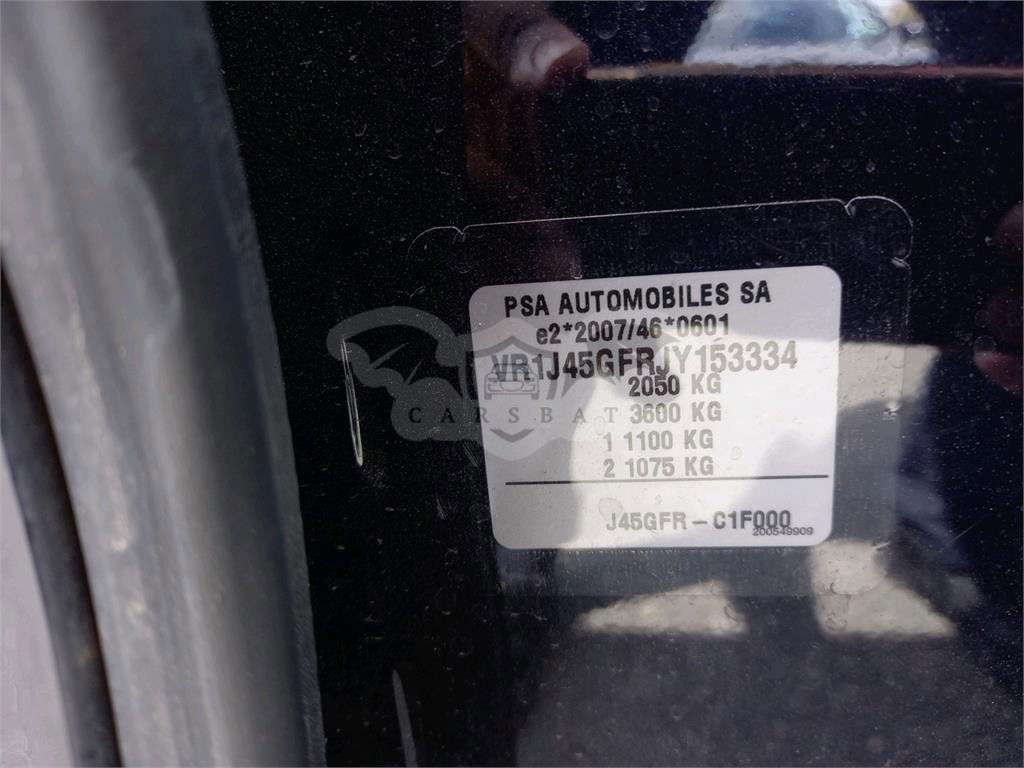 PSA AUTOMOBILES SA
e2*2007/46*0601
VR1J45GFRJY153334
2050 KG
3600 KG
1 1100 KG
2 1075 KG
J45GFR - C1F000
200549909
CARSBAT